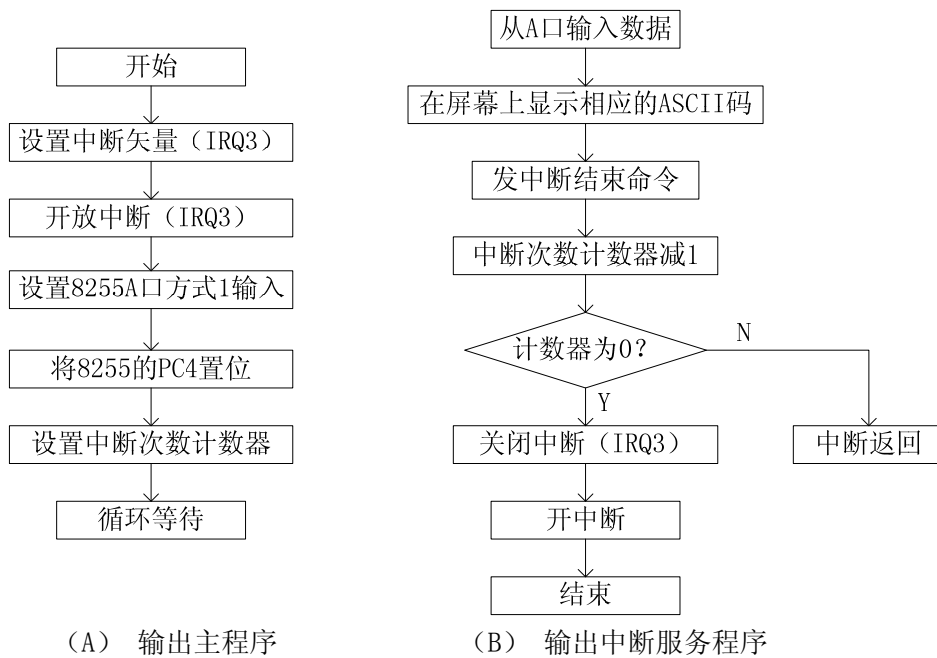 开始
设置中断矢量（IRQ3）
开放中断（IRQ3）
设置8255A口方式1输入
将8255的PC4置位
设置中断次数计数器
循环等待
（A） 输出主程序
从A口输入数据
在屏幕上显示相应的ASCII码
发中断结束命令
中断次数计数器减1
计数器为0?
N
Y
关闭中断（IRQ3）
中断返回
开中断
结束
（B） 输出中断服务程序